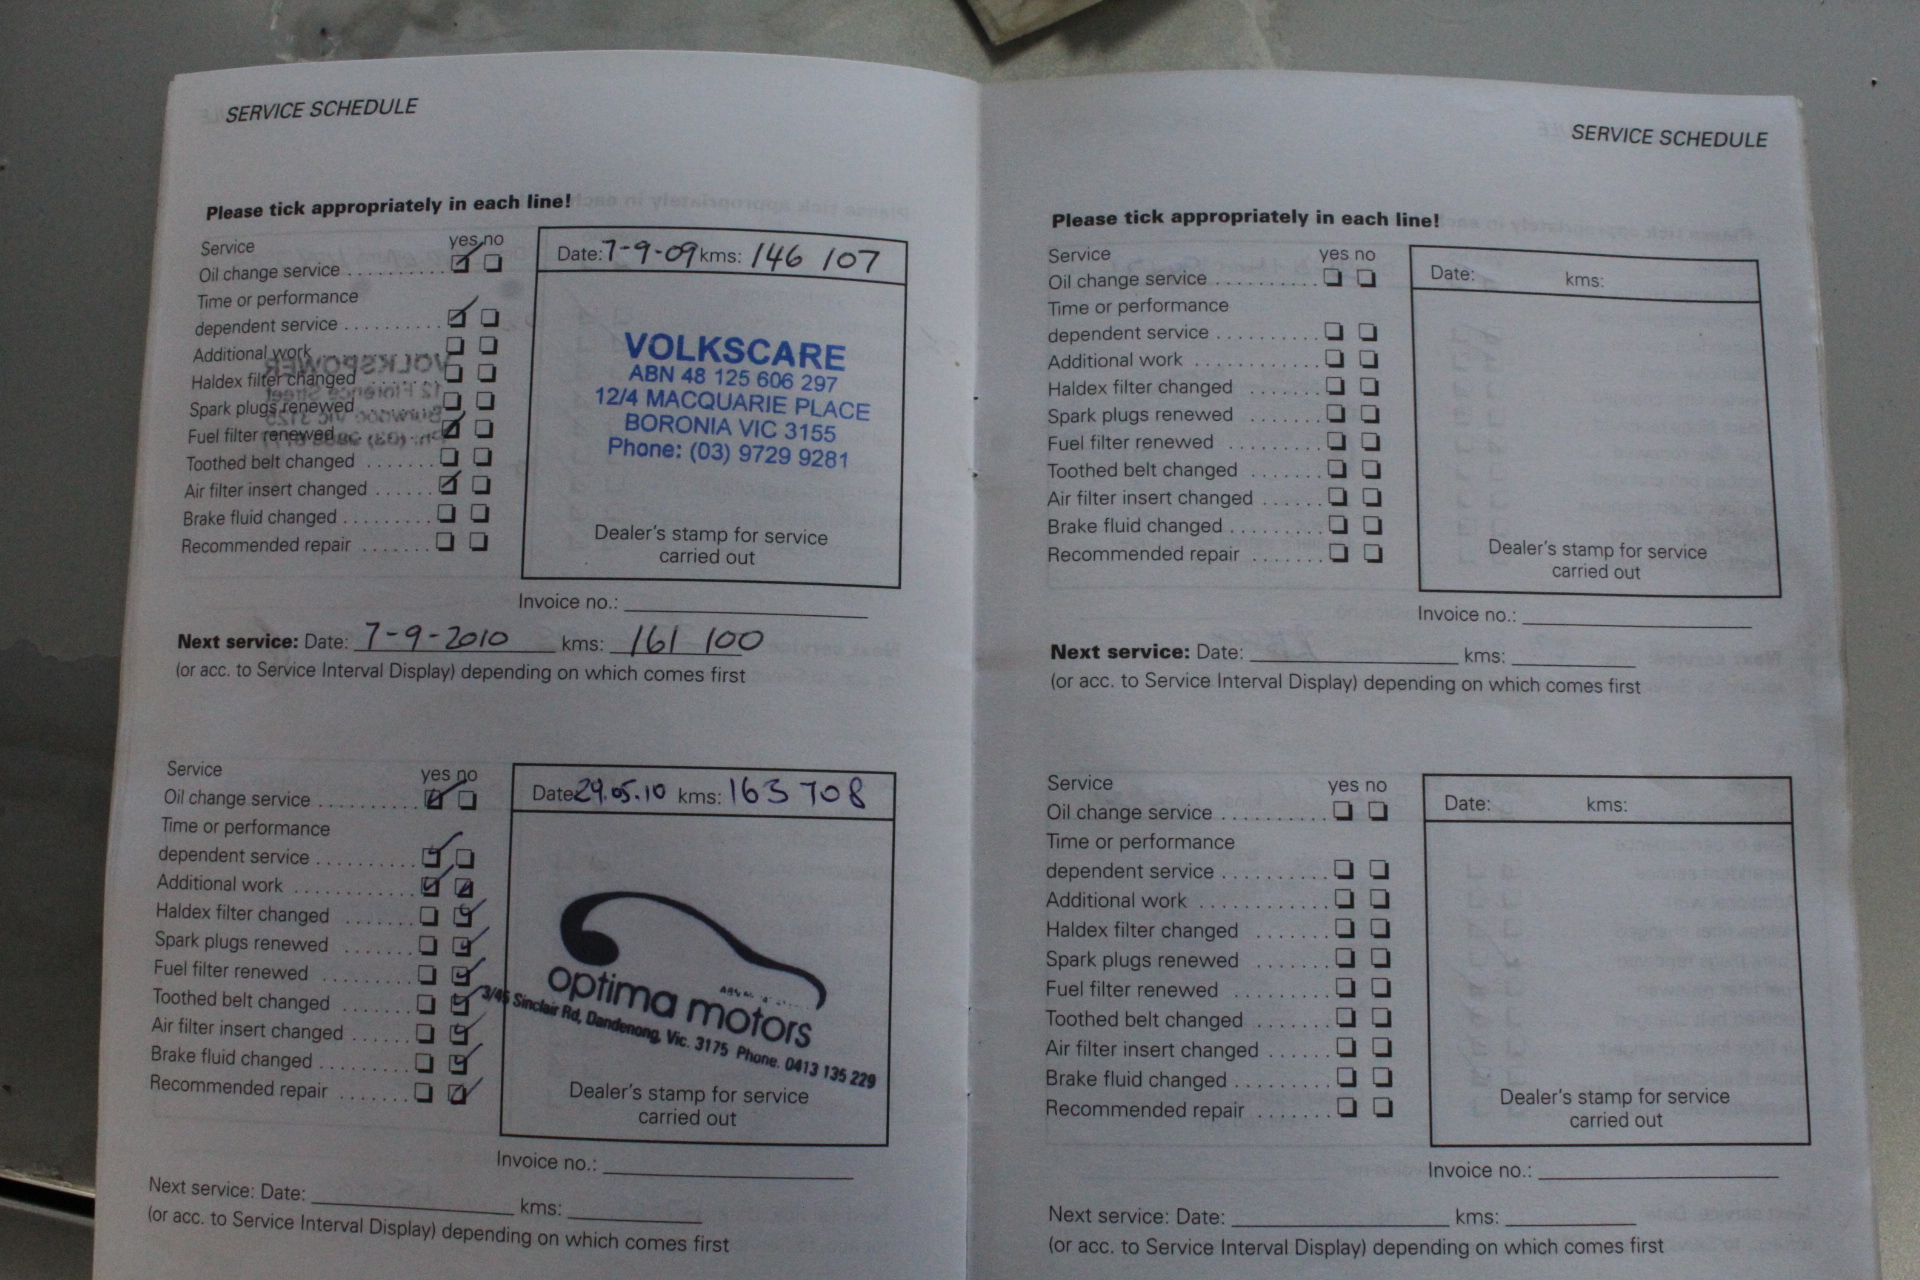 SERVICE SCHEDULE
Please tick appropriately in each line!
Service yes no
Oil change service
Time or performance
dependent service
Additional work
Haldex filter changed
Spark plugs renewed
Fuel filter renewed
Toothed belt changed
Air filter insert changed
Brake fluid changed
Recommended repair
Date: 7-9-09 kms: 146 107
VOLKSCARE
ABN 48 125 606 297
12/4 MACQUARIE PLACE
BORONIA VIC 3155
Phone: (03) 9729 9281
Dealer's stamp for service
carried out
Invoice no.:
Next service: Date: 7-9-2010 kms: 161 100
(or acc. to Service Interval Display) depending on which comes first
Service yes no
Oil change service
Time or performance
dependent service
Additional work
Haldex filter changed
Spark plugs renewed
Fuel filter renewed
Toothed belt changed
Air filter insert changed
Brake fluid changed
Recommended repair
Date: 29.05.10 kms: 163 708
optima motors
3/45 Sinclair Rd, Dandenong, Vic. 3175 Phone. 0413 135 229
Dealer's stamp for service
carried out
Invoice no.:
Next service: Date: kms:
(or acc. to Service Interval Display) depending on which comes first
SERVICE SCHEDULE
Please tick appropriately in each line!
Service yes no
Oil change service
Time or performance
dependent service
Additional work
Haldex filter changed
Spark plugs renewed
Fuel filter renewed
Toothed belt changed
Air filter insert changed
Brake fluid changed
Recommended repair
Date: kms:
Dealer's stamp for service
carried out
Invoice no.:
Next service: Date: kms:
(or acc. to Service Interval Display) depending on which comes first
Service yes no
Oil change service
Time or performance
dependent service
Additional work
Haldex filter changed
Spark plugs renewed
Fuel filter renewed
Toothed belt changed
Air filter insert changed
Brake fluid changed
Recommended repair
Date: kms:
Dealer's stamp for service
carried out
Invoice no.:
Next service: Date: kms:
(or acc. to Service Interval Display) depending on which comes first